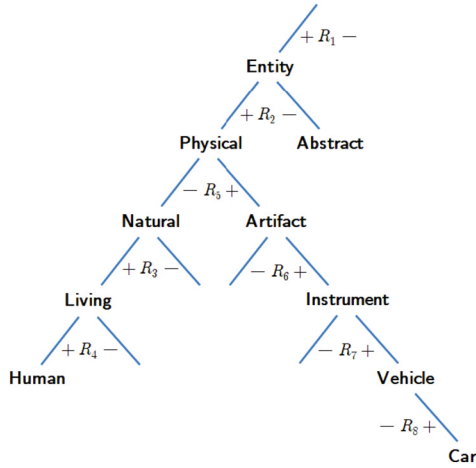 + R₁ −
Entity
+ R₂ −
Physical Abstract
− R₅ +
Natural Artifact
+ R₃ − − R₆ +
Living Instrument
+ R₄ − − R₇ +
Human Vehicle
− R₈ +
Car